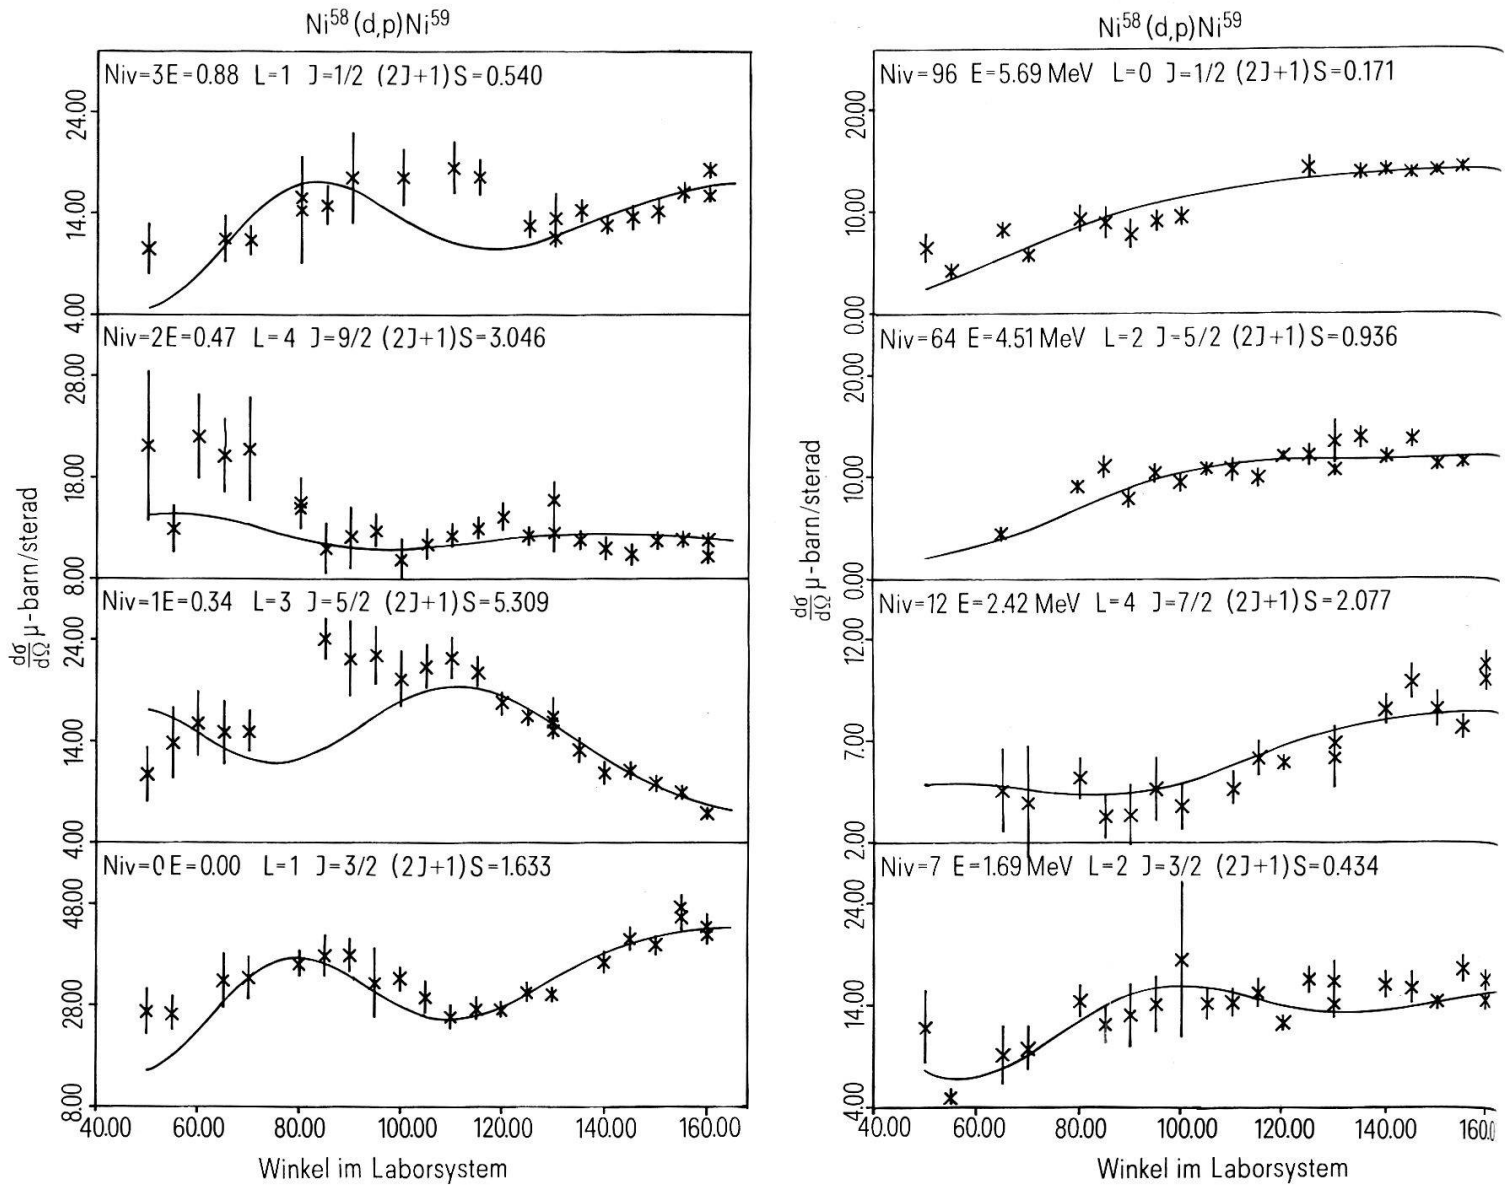 Ni⁵⁸(d,p)Ni⁵⁹
Niv=3E=0.88 L=1 J=1/2 (2J+1)S=0.540
24.00
14.00
4.00
Niv=2E=0.47 L=4 J=9/2 (2J+1)S=3.046
28.00
18.00
8.00
Niv=1E=0.34 L=3 J=5/2 (2J+1)S=5.309
24.00
14.00
4.00
Niv=0E=0.00 L=1 J=3/2 (2J+1)S=1.633
48.00
28.00
8.00
dσ/dΩ μ-barn/sterad
40.00 60.00 80.00 100.00 120.00 140.00 160.00
Winkel im Laborsystem
Ni⁵⁸(d,p)Ni⁵⁹
Niv=96 E=5.69 MeV L=0 J=1/2 (2J+1)S=0.171
20.00
10.00
0.00
Niv=64 E=4.51 MeV L=2 J=5/2 (2J+1)S=0.936
20.00
10.00
0.00
Niv=12 E=2.42 MeV L=4 J=7/2 (2J+1)S=2.077
12.00
7.00
2.00
Niv=7 E=1.69 MeV L=2 J=3/2 (2J+1)S=0.434
24.00
14.00
4.00
dσ/dΩ μ-barn/sterad
40.00 60.00 80.00 100.00 120.00 140.00 160.0
Winkel im Laborsystem